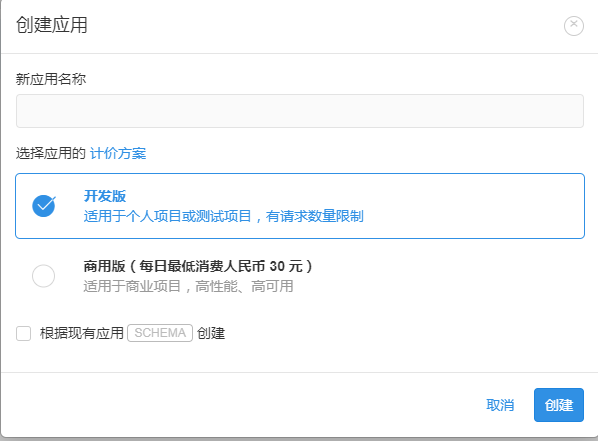 创建应用
新应用名称
选择应用的 计价方案
开发版
适用于个人项目或测试项目，有请求数量限制
商用版（每日最低消费人民币 30 元）
适用于商业项目，高性能、高可用
根据现有应用 SCHEMA 创建
取消 创建